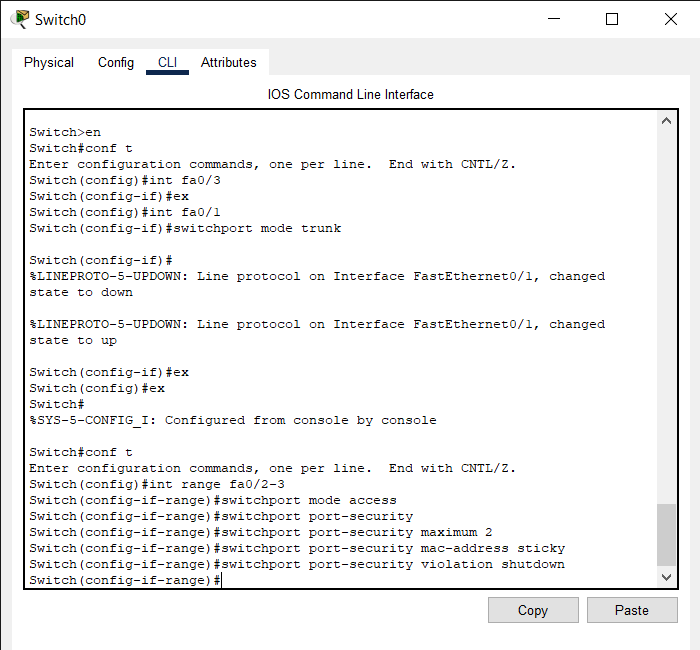 Switch0
Physical Config CLI Attributes
IOS Command Line Interface
Switch>en
Switch#conf t
Enter configuration commands, one per line.  End with CNTL/Z.
Switch(config)#int fa0/3
Switch(config-if)#ex
Switch(config)#int fa0/1
Switch(config-if)#switchport mode trunk
Switch(config-if)#
%LINEPROTO-5-UPDOWN: Line protocol on Interface FastEthernet0/1, changed
state to down
%LINEPROTO-5-UPDOWN: Line protocol on Interface FastEthernet0/1, changed
state to up
Switch(config-if)#ex
Switch(config)#ex
Switch#
%SYS-5-CONFIG_I: Configured from console by console
Switch#conf t
Enter configuration commands, one per line.  End with CNTL/Z.
Switch(config)#int range fa0/2-3
Switch(config-if-range)#switchport mode access
Switch(config-if-range)#switchport port-security
Switch(config-if-range)#switchport port-security maximum 2
Switch(config-if-range)#switchport port-security mac-address sticky
Switch(config-if-range)#switchport port-security violation shutdown
Switch(config-if-range)#
Copy Paste